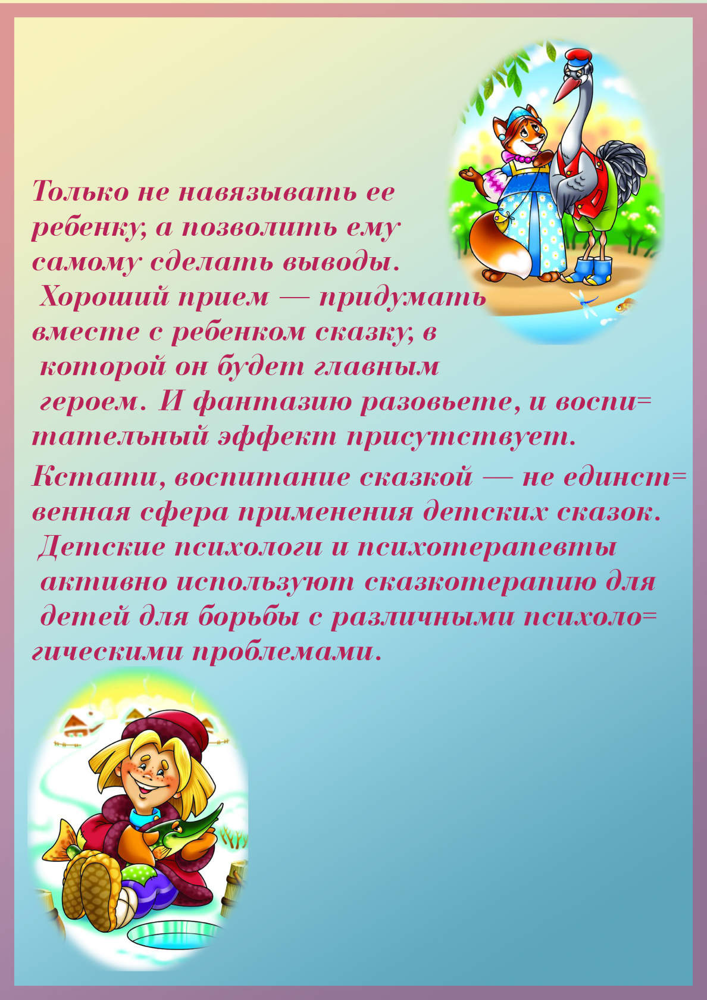 Только не навязывать ее
ребенку, а позволить ему
самому сделать выводы.
Хороший прием — придумать
вместе с ребенком сказку, в
которой он будет главным
героем. И фантазию разовьете, и воспи=
тательный эффект присутствует.
Кстати, воспитание сказкой — не единст=
венная сфера применения детских сказок.
Детские психологи и психотерапевты
активно используют сказкотерапию для
детей для борьбы с различными психоло=
гическими проблемами.